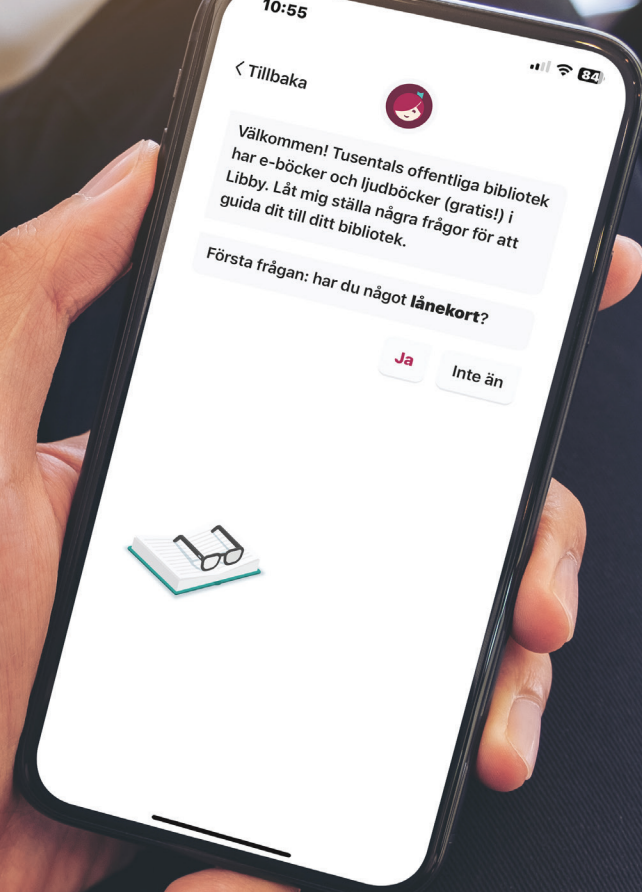 10:55
84
Tillbaka
Välkommen! Tusentals offentliga bibliotek
har e-böcker och ljudböcker (gratis!) i
Libby. Låt mig ställa några frågor för att
guida dit till ditt bibliotek.
Första frågan: har du något lånekort?
Ja
Inte än